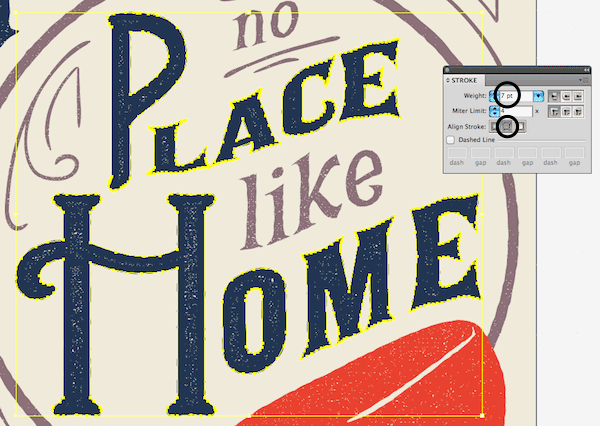 no
PLACE
like
HOME
STROKE
Weight: 7 pt
Miter Limit: 4 x
Align Stroke:
Dashed Line
dash gap dash gap dash gap